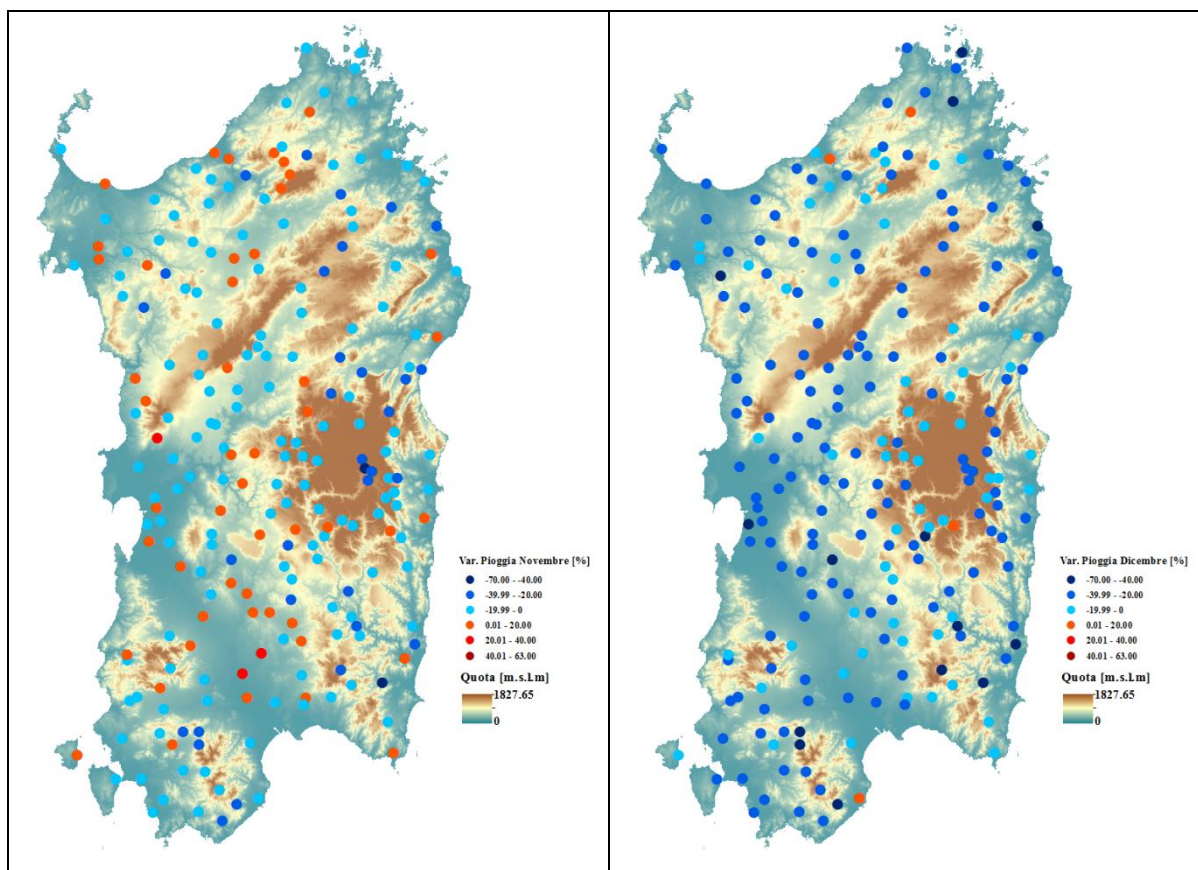 Var. Pioggia Novembre [%]
-70.00 - -40.00
-39.99 - -20.00
-19.99 - 0
0.01 - 20.00
20.01 - 40.00
40.01 - 63.00
Quota [m.s.l.m]
1827.65
0
Var. Pioggia Dicembre [%]
-70.00 - -40.00
-39.99 - -20.00
-19.99 - 0
0.01 - 20.00
20.01 - 40.00
40.01 - 63.00
Quota [m.s.l.m]
1827.65
0